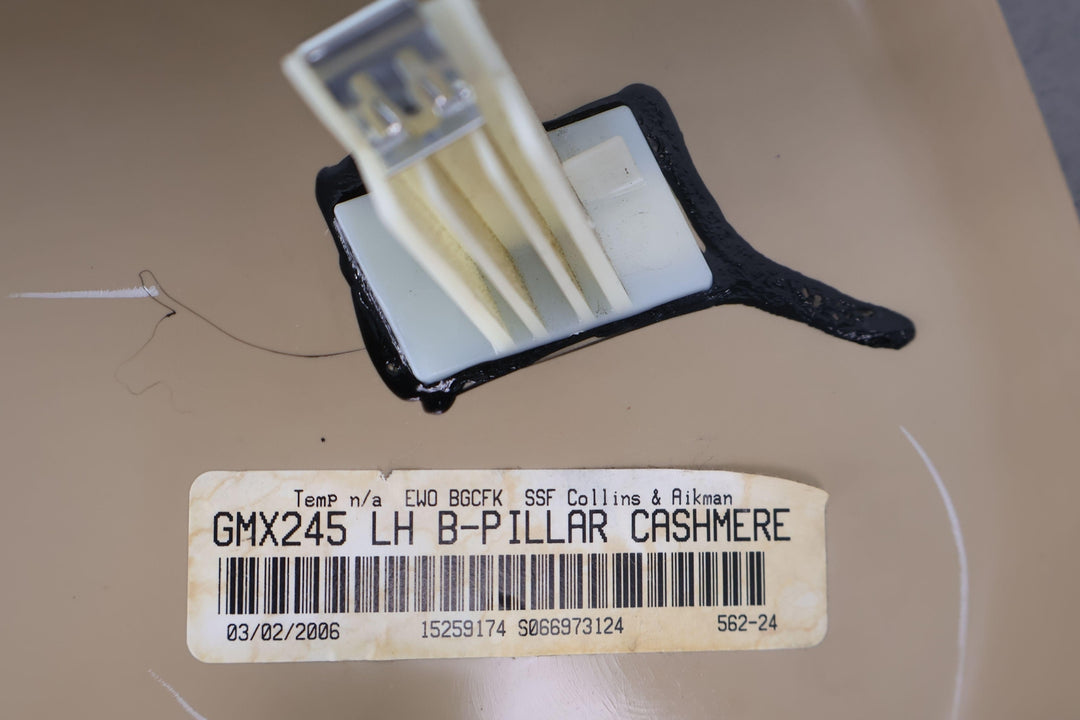 Temp n/a EWO BGCFK SSF Collins & Aikman
GMX245 LH B-PILLAR CASHMERE
03/02/2006 15259174 S066973124 562-24